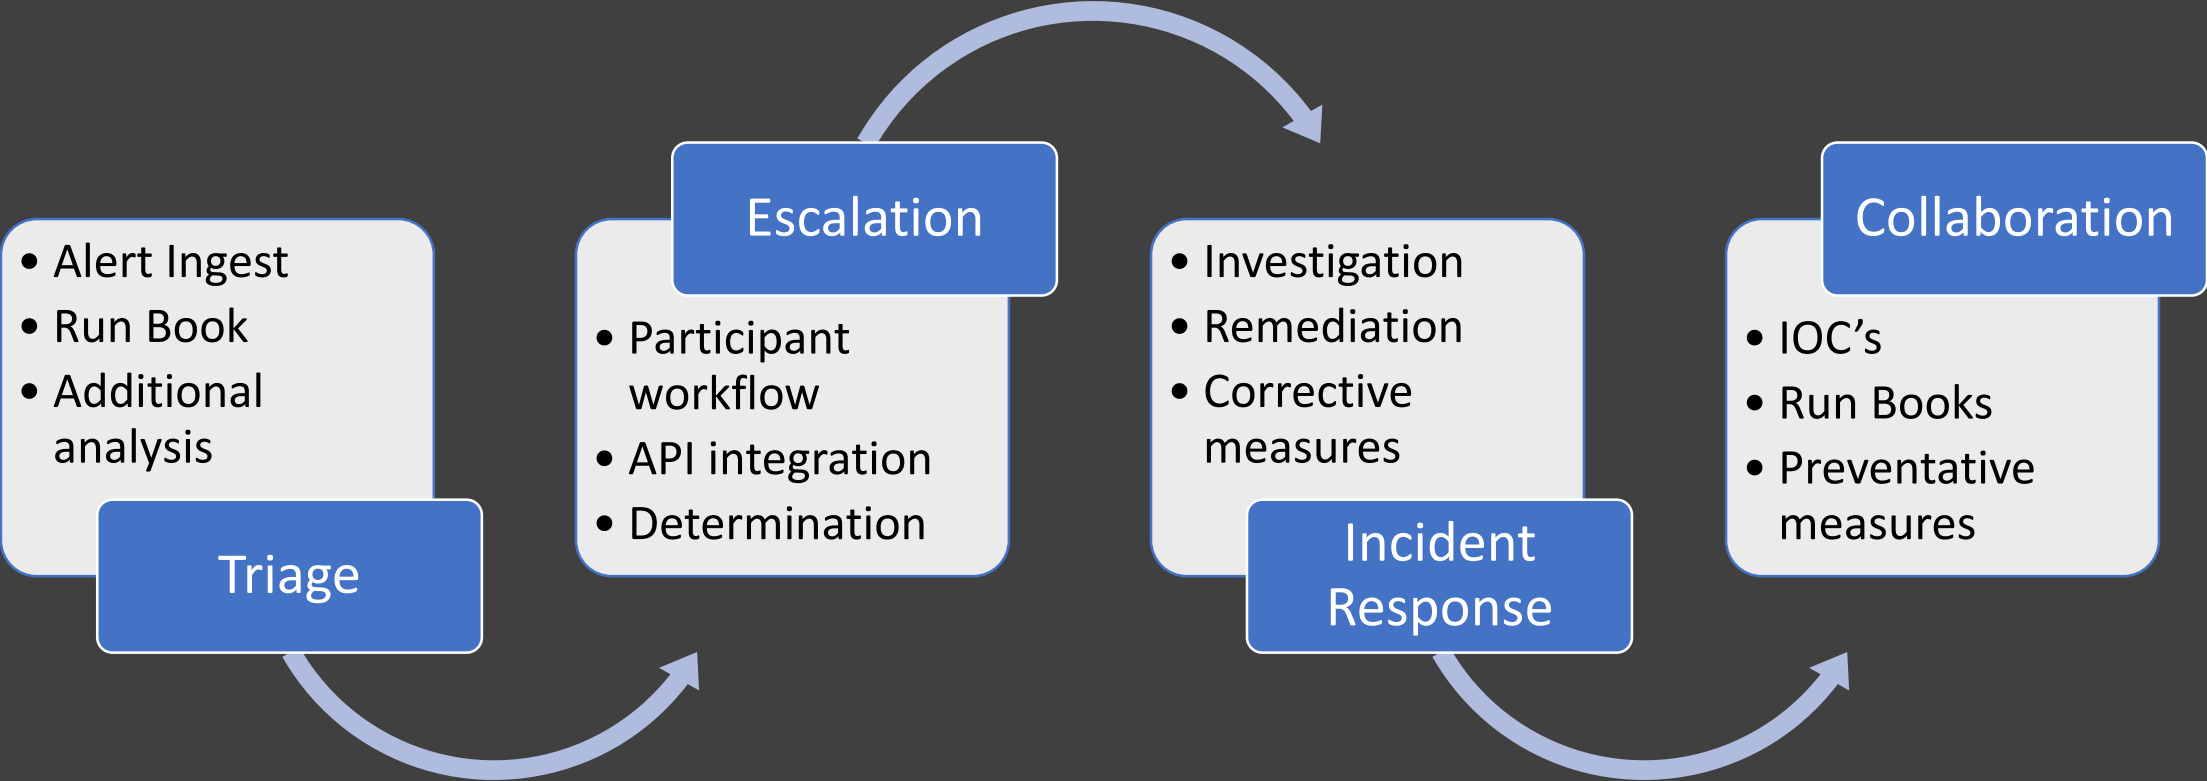 • Alert Ingest
• Run Book
• Additional
analysis
Triage
Escalation
• Participant
workflow
• API integration
• Determination
• Investigation
• Remediation
• Corrective
measures
Incident
Response
Collaboration
• IOC’s
• Run Books
• Preventative
measures